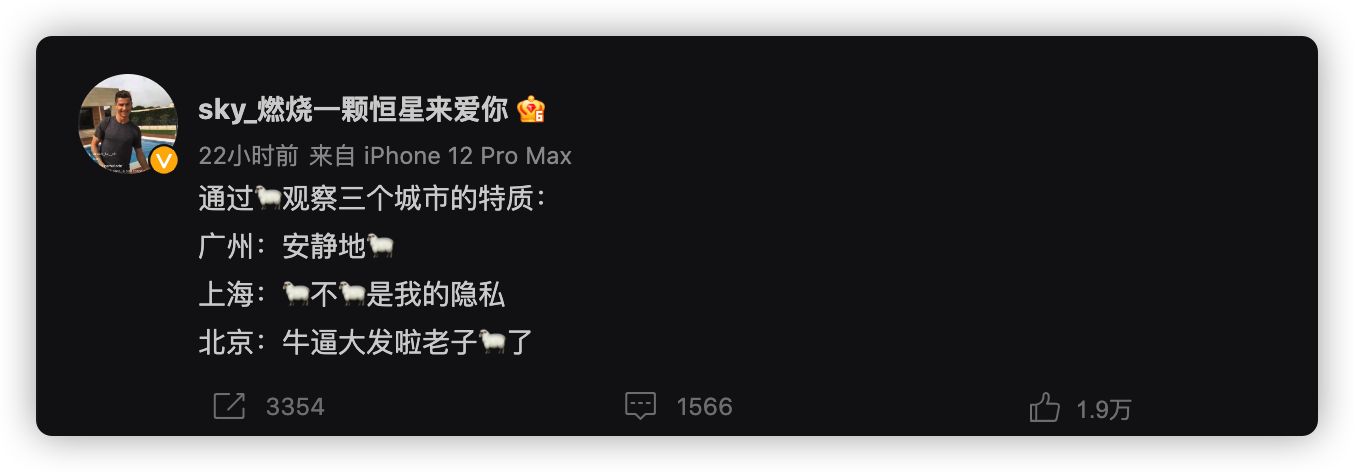 sky_燃烧一颗恒星来爱你 6
22小时前 来自 iPhone 12 Pro Max
通过🐑观察三个城市的特质：
广州：安静地🐑
上海：🐑不🐑是我的隐私
北京：牛逼大发啦老子🐑了
3354 1566 1.9万